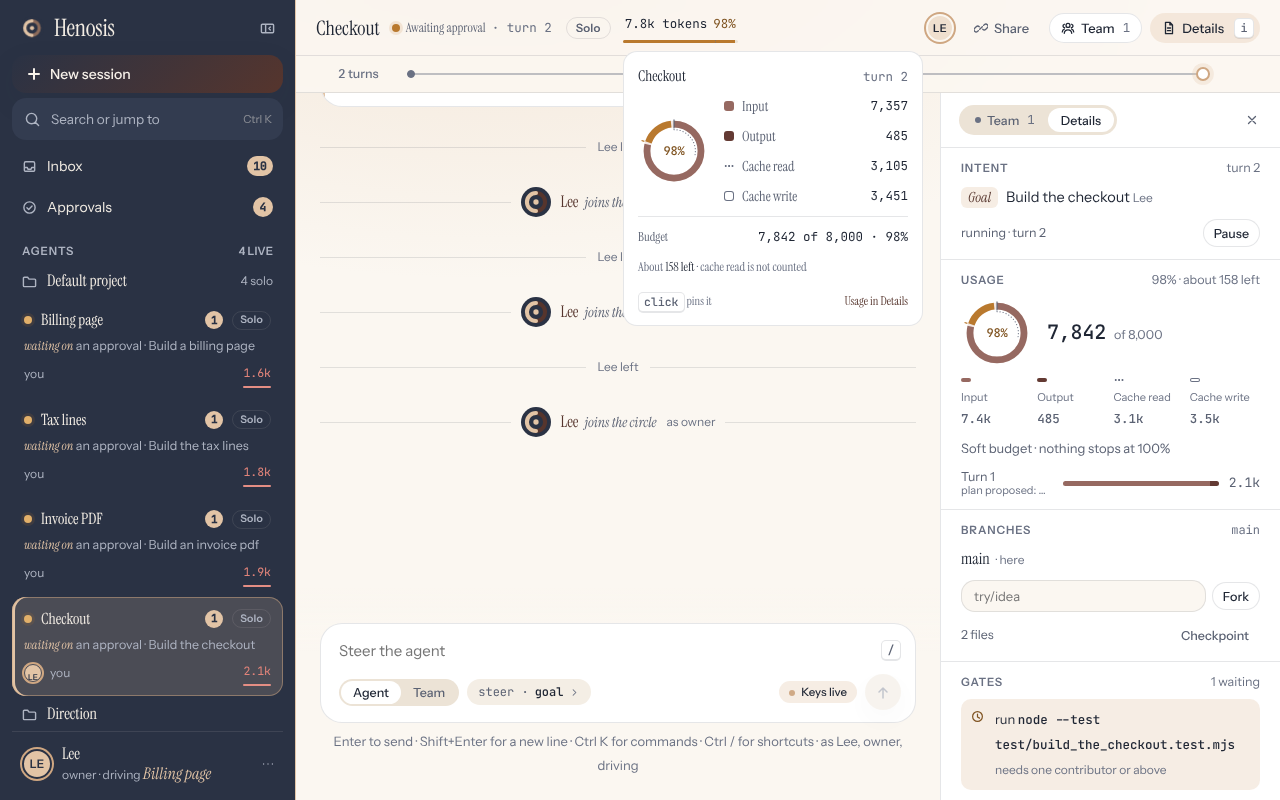 Henosis
New session
Search or jump to Ctrl K
Inbox 10
Approvals 4
AGENTS 4 LIVE
Default project 4 solo
Billing page 1 Solo
waiting on an approval · Build a billing page
you 1.6k
Tax lines 1 Solo
waiting on an approval · Build the tax lines
you 1.8k
Invoice PDF 1 Solo
waiting on an approval · Build an invoice pdf
you 1.9k
Checkout 1 Solo
waiting on an approval · Build the checkout
LE you 2.1k
Direction
LE Lee
owner · driving Billing page ...
Checkout Awaiting approval · turn 2 Solo 7.8k tokens 98%
LE Share Team 1 Details i
2 turns
Lee l
Lee joins the
Lee l
Lee joins the
Lee left
Lee joins the circle as owner
Checkout turn 2
98%
Input 7,357
Output 485
Cache read 3,105
Cache write 3,451
Budget 7,842 of 8,000 · 98%
About 158 left · cache read is not counted
click pins it Usage in Details
Steer the agent /
Agent Team steer · goal › Keys live
Enter to send · Shift+Enter for a new line · Ctrl K for commands · Ctrl / for shortcuts · as Lee, owner,
driving
Team 1 Details
INTENT turn 2
Goal Build the checkout Lee
running · turn 2 Pause
USAGE 98% · about 158 left
98% 7,842 of 8,000
Input Output Cache read Cache write
7.4k 485 3.1k 3.5k
Soft budget · nothing stops at 100%
Turn 1
plan proposed: … 2.1k
BRANCHES main
main · here
try/idea Fork
2 files Checkpoint
GATES 1 waiting
run node --test
test/build_the_checkout.test.mjs
needs one contributor or above